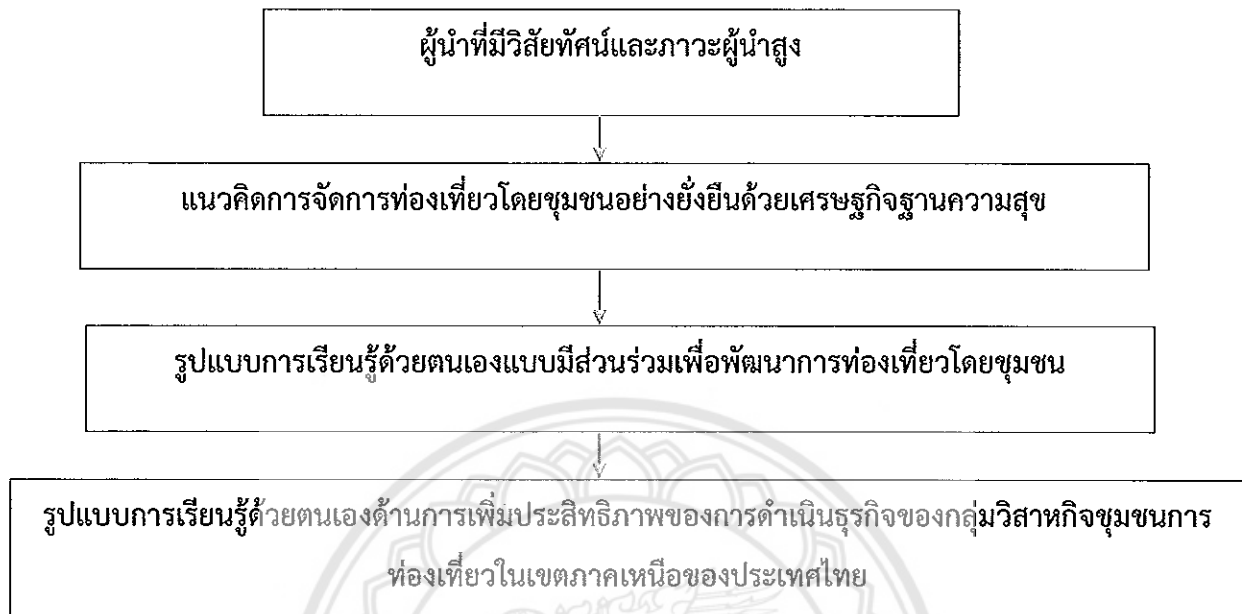 ผู้นำที่มีวิสัยทัศน์และภาวะผู้นำสูง
แนวคิดการจัดการท่องเที่ยวโดยชุมชนอย่างยั่งยืนด้วยเศรษฐกิจฐานความสุข
รูปแบบการเรียนรู้ด้วยตนเองแบบมีส่วนร่วมเพื่อพัฒนาการท่องเที่ยวโดยชุมชน
รูปแบบการเรียนรู้ด้วยตนเองด้านการเพิ่มประสิทธิภาพของการดำเนินธุรกิจของกลุ่มวิสาหกิจชุมชนการ
ท่องเที่ยวในเขตภาคเหนือของประเทศไทย